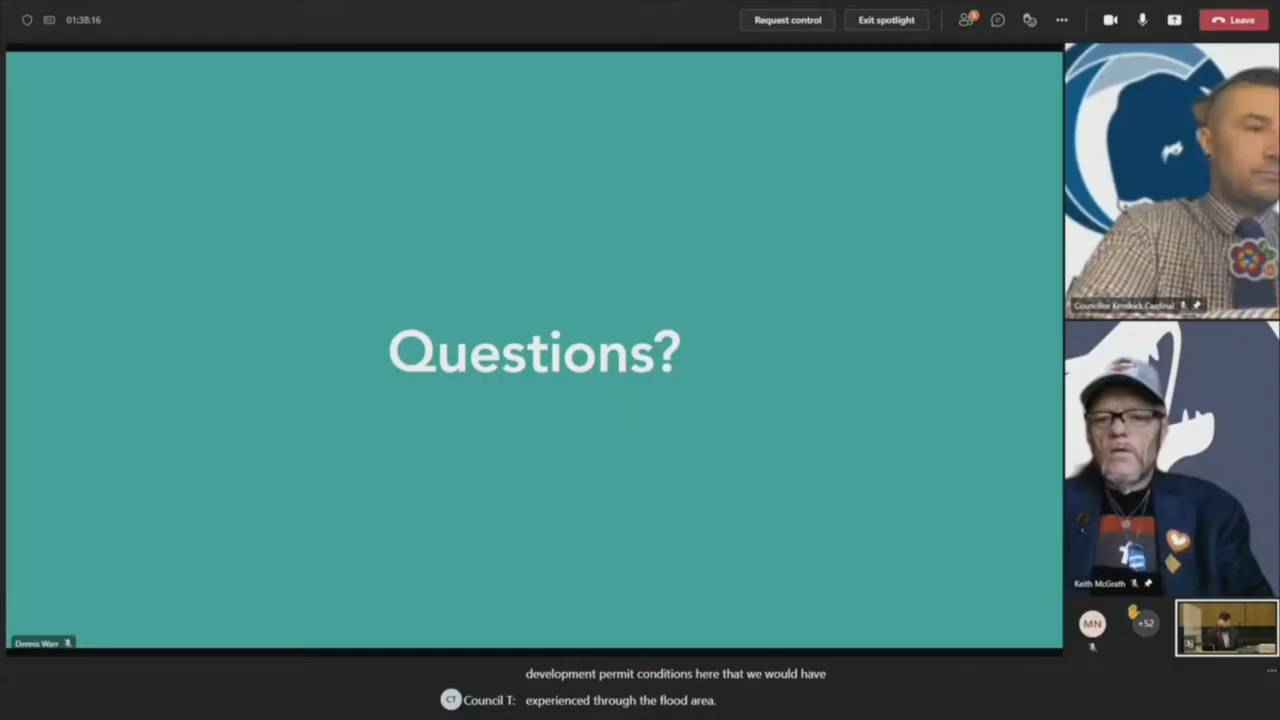 01:38:16
Request control
Exit spotlight
1
Leave
Questions?
Councillor Kendrick Cardinal
Keith McGrath
MN
+52
Dennis Warr
development permit conditions here that we would have
CT Council T: experienced through the flood area.